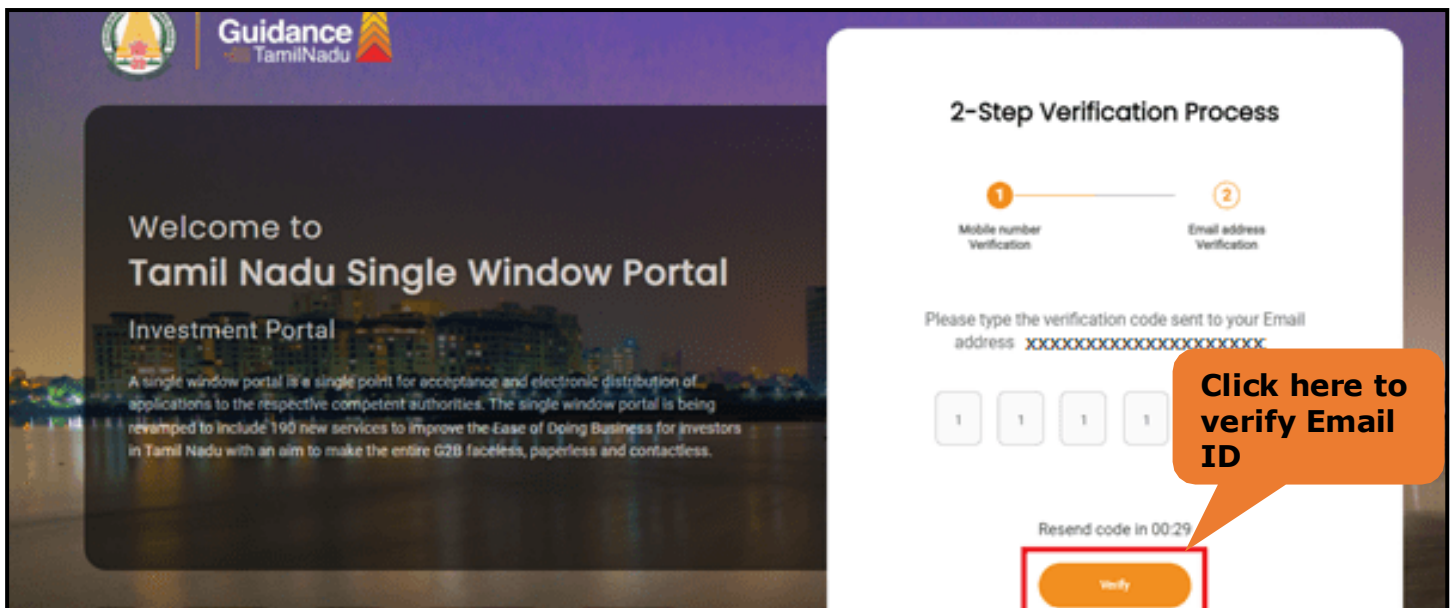 Guidance
TamilNadu
Welcome to
Tamil Nadu Single Window Portal
Investment Portal
A single window portal is a single point for acceptance and electronic distribution of
applications to the respective competent authorities. The single window portal is being
revamped to include 190 new services to improve the Ease of Doing Business for investors
in Tamil Nadu with an aim to make the entire G2B faceless, paperless and contactless.
2-Step Verification Process
1
2
Mobile number
Verification
Email address
Verification
Please type the verification code sent to your Email
address XXXXXXXXXXXXXXXXXXXX
1 1 1 1
Click here to
verify Email
ID
Resend code in 00:29
Verify